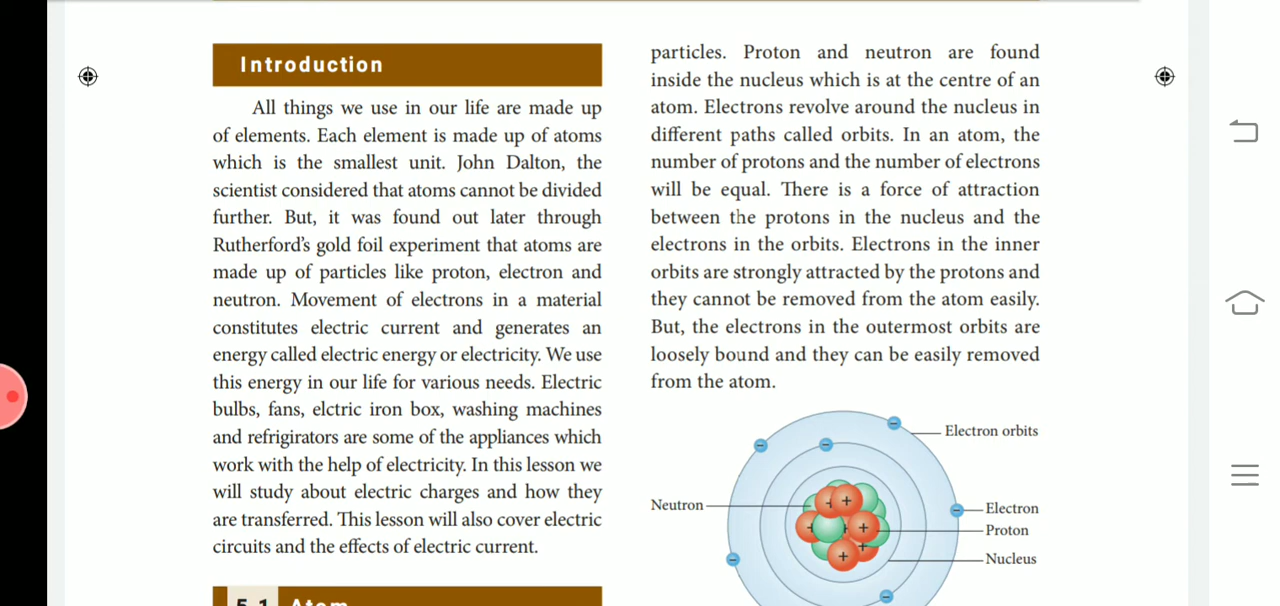 Introduction
All things we use in our life are made up
of elements. Each element is made up of atoms
which is the smallest unit. John Dalton, the
scientist considered that atoms cannot be divided
further. But, it was found out later through
Rutherford's gold foil experiment that atoms are
made up of particles like proton, electron and
neutron. Movement of electrons in a material
constitutes electric current and generates an
energy called electric energy or electricity. We use
this energy in our life for various needs. Electric
bulbs, fans, elctric iron box, washing machines
and refrigirators are some of the appliances which
work with the help of electricity. In this lesson we
will study about electric charges and how they
are transferred. This lesson will also cover electric
circuits and the effects of electric current.
5.1 Atom
particles. Proton and neutron are found
inside the nucleus which is at the centre of an
atom. Electrons revolve around the nucleus in
different paths called orbits. In an atom, the
number of protons and the number of electrons
will be equal. There is a force of attraction
between the protons in the nucleus and the
electrons in the orbits. Electrons in the inner
orbits are strongly attracted by the protons and
they cannot be removed from the atom easily.
But, the electrons in the outermost orbits are
loosely bound and they can be easily removed
from the atom.
Electron orbits
Neutron
Electron
Proton
Nucleus